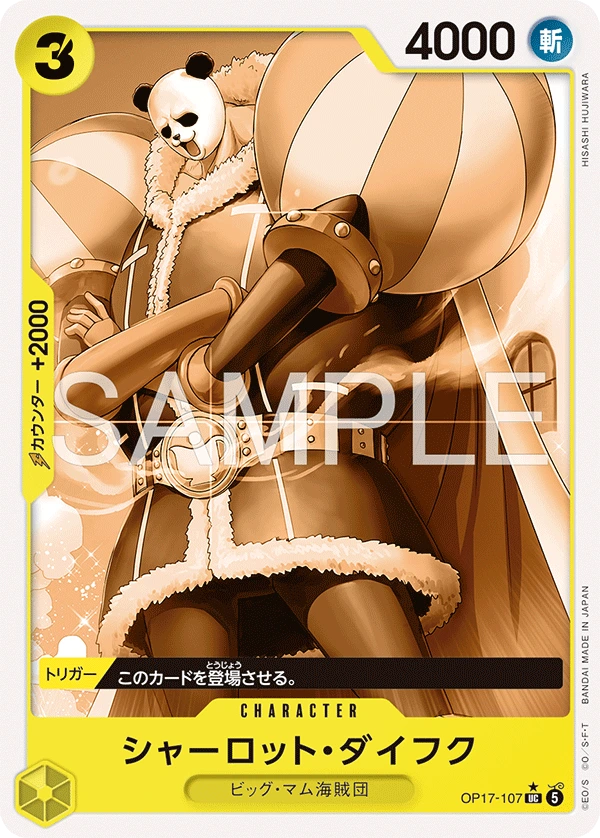 3
4000
斬
HISASHI HUJIWARA
カウンター +2000
SAMPLE
トリガー このカードを登場させる。
とうじょう
CHARACTER
シャーロット・ダイフク
ビッグ・マム海賊団
OP17-107 ★ UC 5
©E.O/S ©O/S・F・T BANDAI MADE IN JAPAN